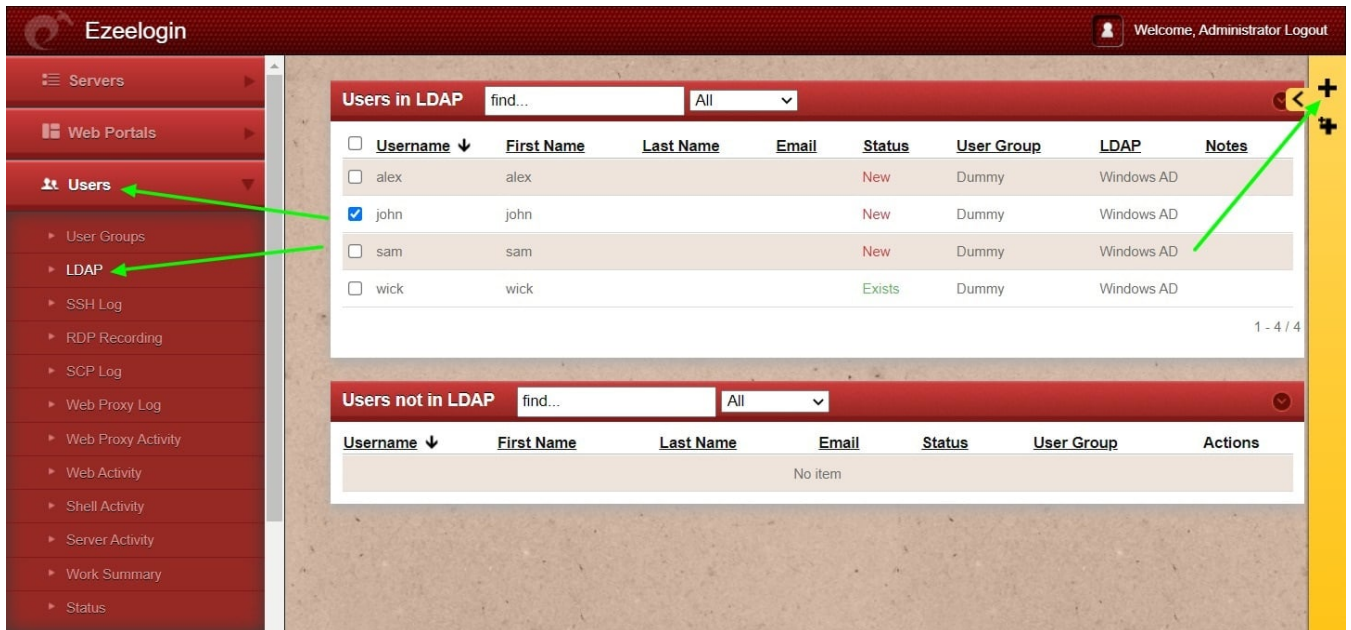 Ezeelogin
Welcome, Administrator Logout
Servers
Web Portals
Users
User Groups
LDAP
SSH Log
RDP Recording
SCP Log
Web Proxy Log
Web Proxy Activity
Web Activity
Shell Activity
Server Activity
Work Summary
Status
Users in LDAP find... All
Username First Name Last Name Email Status User Group LDAP Notes
alex alex New Dummy Windows AD
john john New Dummy Windows AD
sam sam New Dummy Windows AD
wick wick Exists Dummy Windows AD
1 - 4 / 4
Users not in LDAP find... All
Username First Name Last Name Email Status User Group Actions
No item